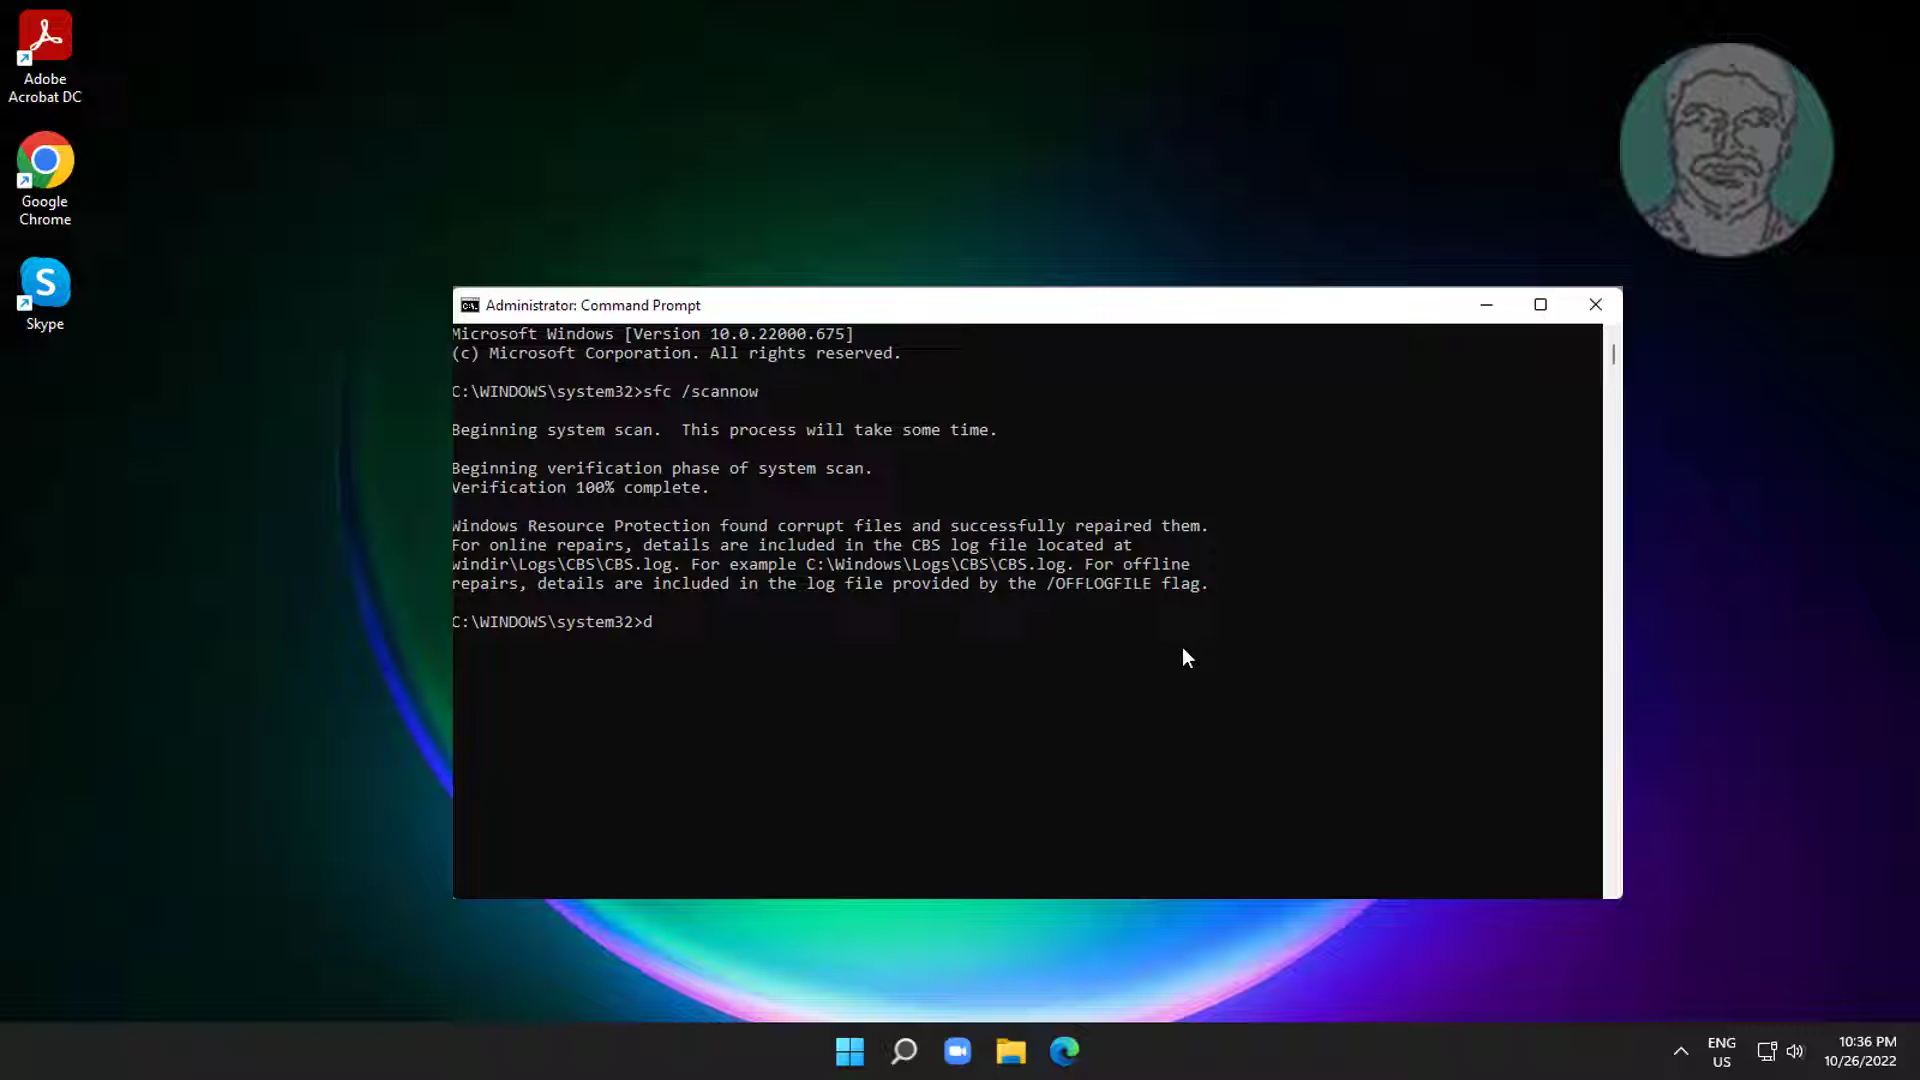 Adobe
Acrobat DC
Google
Chrome
S
Skype
C:\.
Administrator: Command Prompt
Microsoft Windows [Version 10.0.22000.675]
(c) Microsoft Corporation. All rights reserved.
C:\WINDOWS\system32>sfc /scannow
Beginning system scan.  This process will take some time.
Beginning verification phase of system scan.
Verification 100% complete.
Windows Resource Protection found corrupt files and successfully repaired them.
For online repairs, details are included in the CBS log file located at
windir\Logs\CBS\CBS.log. For example C:\Windows\Logs\CBS\CBS.log. For offline
repairs, details are included in the log file provided by the /OFFLOGFILE flag.
C:\WINDOWS\system32>d
ENG
US
10:36 PM
10/26/2022